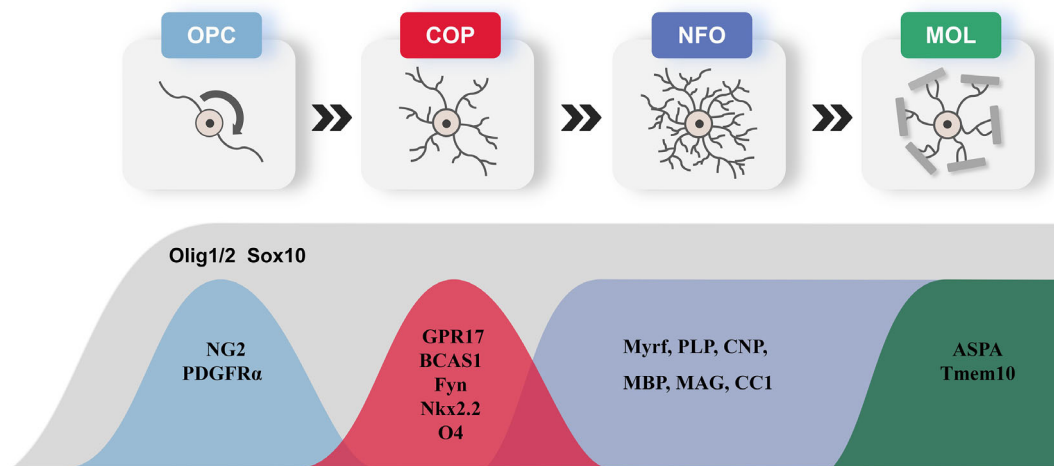 OPC
COP
NFO
MOL
Olig1/2 Sox10
NG2
PDGFRα
GPR17
BCAS1
Fyn
Nkx2.2
O4
Myrf, PLP, CNP,
MBP, MAG, CC1
ASPA
Tmem10